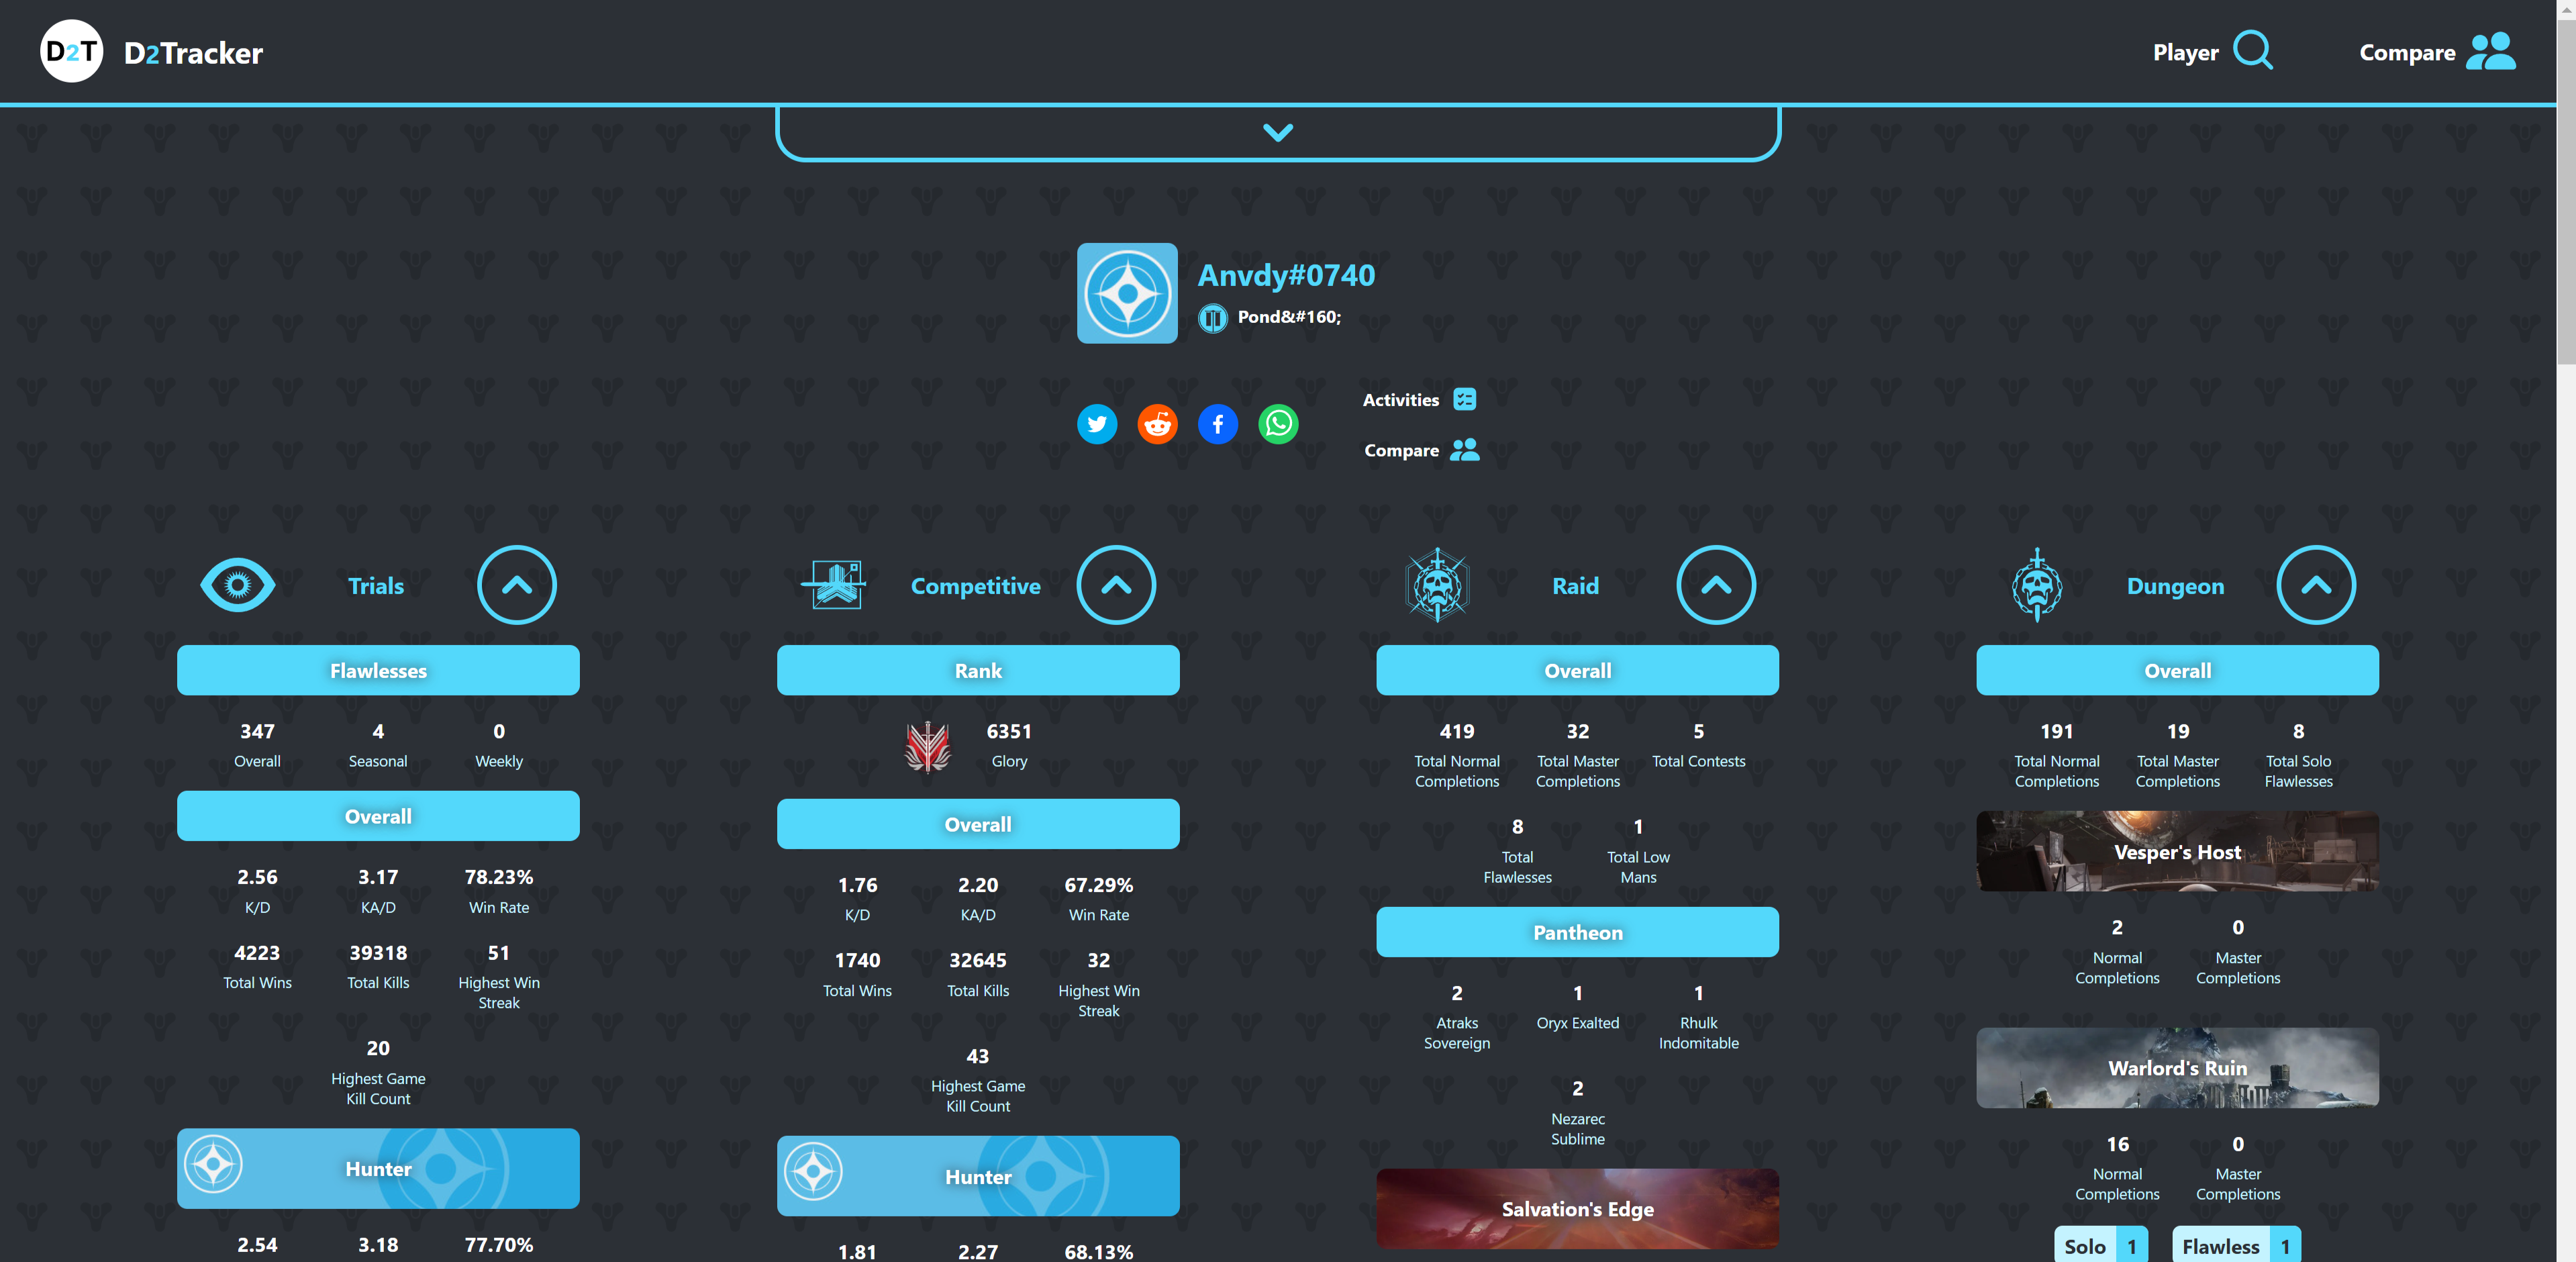 D2T D2Tracker
Player Compare
Anvdy#0740
Pond&#160;
Activities
Compare
Trials
Flawlesses
347 4 0
Overall Seasonal Weekly
Overall
2.56 3.17 78.23%
K/D KA/D Win Rate
4223 39318 51
Total Wins Total Kills Highest Win
Streak
20
Highest Game
Kill Count
Hunter
2.54 3.18 77.70%
Competitive
Rank
6351
Glory
Overall
1.76 2.20 67.29%
K/D KA/D Win Rate
1740 32645 32
Total Wins Total Kills Highest Win
Streak
43
Highest Game
Kill Count
Hunter
1.81 2.27 68.13%
Raid
Overall
419 32 5
Total Normal Total Master Total Contests
Completions Completions
8 1
Total Total Low
Flawlesses Mans
Pantheon
2 1 1
Atraks Oryx Exalted Rhulk
Sovereign Indomitable
2
Nezarec
Sublime
Salvation's Edge
Dungeon
Overall
191 19 8
Total Normal Total Master Total Solo
Completions Completions Flawlesses
Vesper's Host
2 0
Normal Master
Completions Completions
Warlord's Ruin
16 0
Normal Master
Completions Completions
Solo 1 Flawless 1